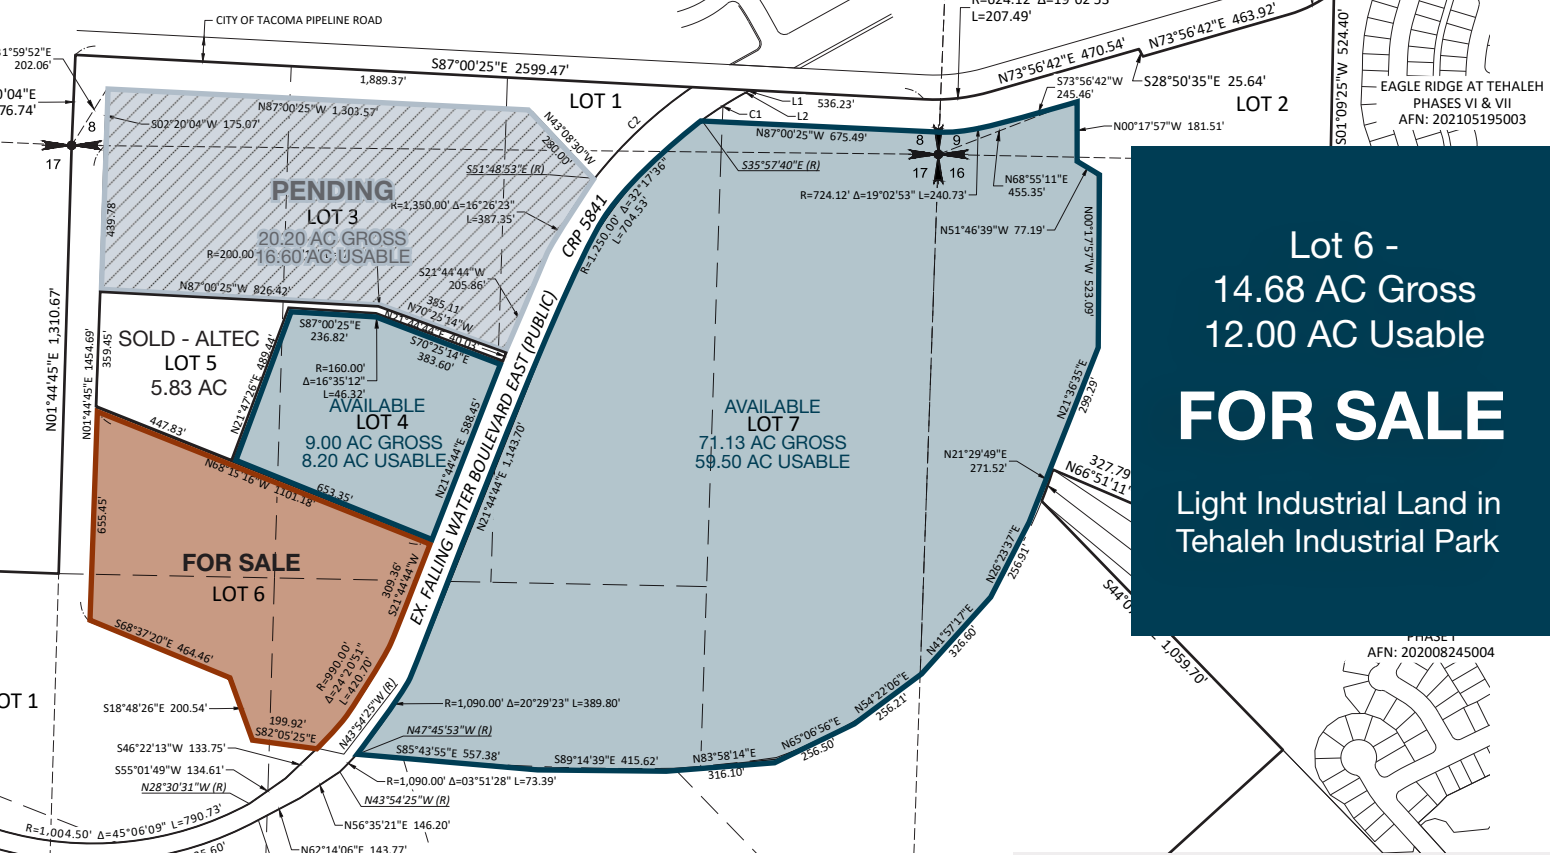 CITY OF TACOMA PIPELINE ROAD
L=207.49'
202.06'
S87°00'25"E 2599.47'
1,889.37'
N73°56'42"E 470.54'
N73°56'42"E 463.92'
S28°50'35"E 25.64'
S73°56'42"W
245.46'
S01°09'25"W 524.40'
EAGLE RIDGE AT TEHALEH
PHASES VI & VII
AFN: 202105195003
LOT 1
LOT 2
L1
536.23'
C1
L2
C2
8
17
N87°00'25"W 1,303.57'
S02°20'04"W 175.07'
N43°08'30"W
280.00'
S51°48'53"E (R)
PENDING
LOT 3
20.20 AC GROSS
16.60 AC USABLE
R=1,350.00' Δ=16°26'23"
L=387.35'
R=200.00'
439.78'
S21°44'44"W
205.86'
N87°00'25"W 826.42'
385.11'
N70°25'14"W
N21°44'44"E 40.03'
CRP 5841
R=1,250.00' Δ=32°17'36"
L=704.53'
N87°00'25"W 675.49'
S35°57'40"E (R)
8
9
17
16
R=724.12' Δ=19°02'53" L=240.73'
N68°55'11"E
455.35'
N00°17'57"W 181.51'
N51°46'39"W 77.19'
N00°17'57"W 523.09'
N01°44'45"E 1,310.67'
N01°44'45"E 1454.69'
359.45'
SOLD - ALTEC
LOT 5
5.83 AC
N21°47'26"E 489.44'
S87°00'25"E
236.82'
S70°25'14"E
383.60'
R=160.00'
Δ=16°35'12"
L=46.32'
AVAILABLE
LOT 4
9.00 AC GROSS
8.20 AC USABLE
N21°44'44"E 588.45'
EX. FALLING WATER BOULEVARD EAST (PUBLIC)
N21°44'44"E 1,143.70'
AVAILABLE
LOT 7
71.13 AC GROSS
59.50 AC USABLE
N21°36'35"E
299.29'
N21°29'49"E
271.52'
327.79
N66°51'11"
N26°23'37"E
256.91'
N41°57'17"E
326.60'
N54°22'06"E
256.21'
N65°06'56"E
256.50'
N83°58'14"E
316.10'
S89°14'39"E 415.62'
S85°43'55"E 557.38'
1,059.70'
447.83'
N68°15'16"W 1101.18'
653.35'
655.45'
FOR SALE
LOT 6
309.36'
S21°44'44"W
R=990.00'
Δ=24°20'51"
L=420.70'
S68°37'20"E 464.46'
S18°48'26"E 200.54'
199.92'
S82°05'25"E
N43°54'25"W (R)
R=1,090.00' Δ=20°29'23" L=389.80'
N47°45'53"W (R)
S46°22'13"W 133.75'
S55°01'49"W 134.61'
N28°30'31"W (R)
R=1,090.00' Δ=03°51'28" L=73.39'
N43°54'25"W (R)
N56°35'21"E 146.20'
N62°14'06"E 143.77'
R=1,004.50' Δ=45°06'09" L=790.73'
OT 1
Lot 6 -
14.68 AC Gross
12.00 AC Usable
FOR SALE
Light Industrial Land in
Tehaleh Industrial Park
AFN: 202008245004